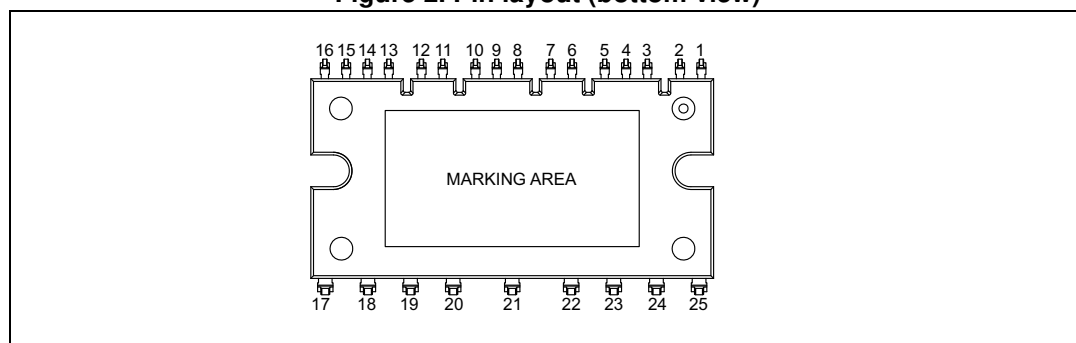 Figure 2. Pin layout (bottom view)
16 15 14 13 12 11 10 9 8 7 6 5 4 3 2 1
MARKING AREA
17 18 19 20 21 22 23 24 25